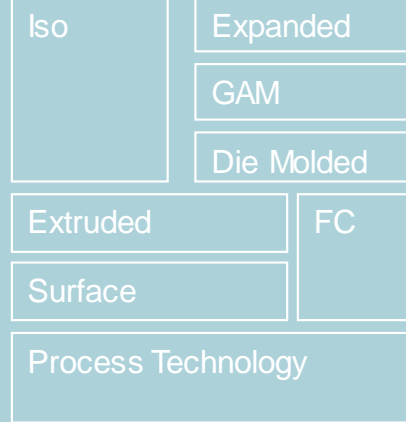 Iso
Expanded
GAM
Die Molded
Extruded
FC
Surface
Process Technology